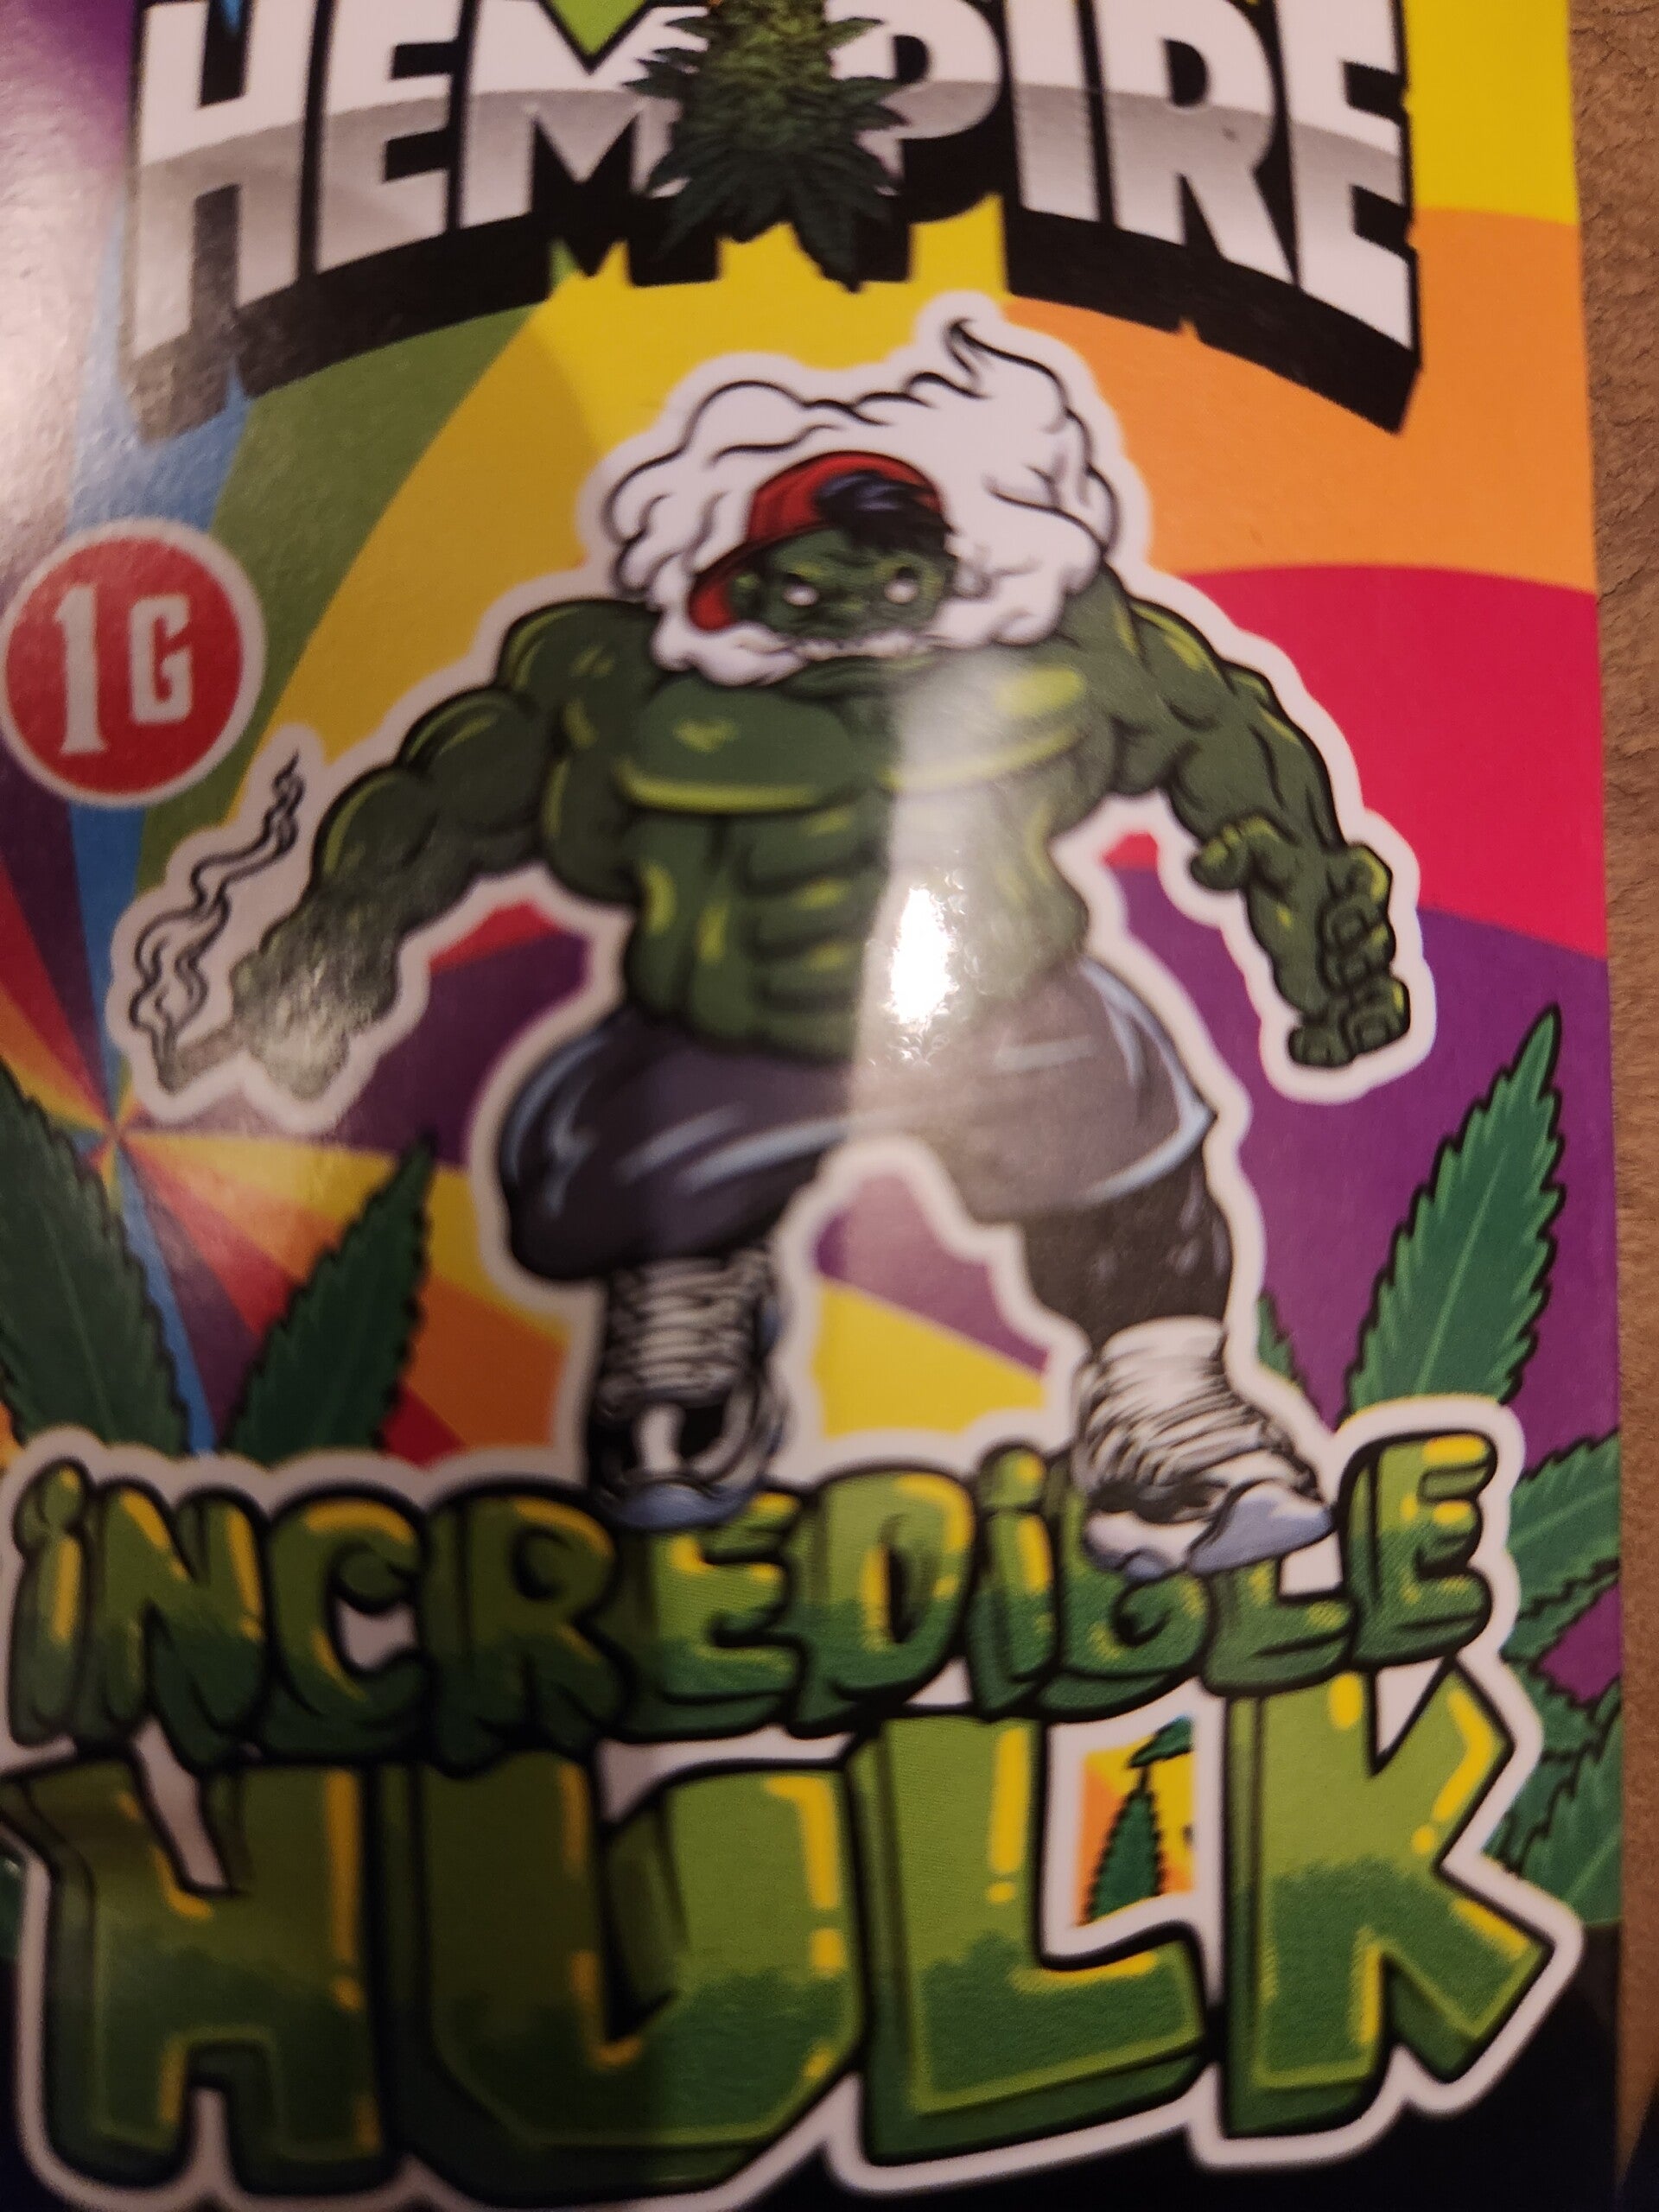 HEMPIRE
1G
iNCREDiBLE
HULK